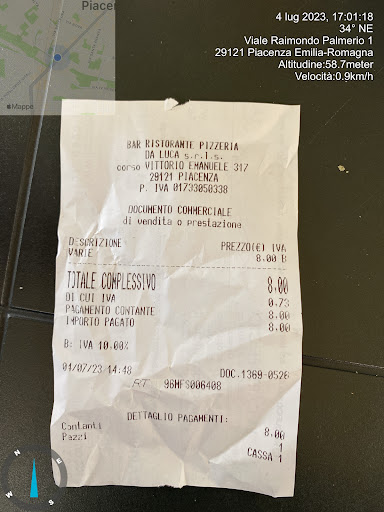 Piacen
4 lug 2023, 17:01:18
34° NE
Viale Raimondo Palmerio 1
29121 Piacenza Emilia-Romagna
Altitudine:58.7meter
Velocità:0.9km/h
Mappe
BAR RISTORANTE PIZZERIA
DA LUCA s.r.l.s.
corso VITTORIO EMANUELE 317
29121 PIACENZA
P. IVA 01733050338
DOCUMENTO COMMERCIALE
di vendita o prestazione
DESCRIZIONE PREZZO(€) IVA
VARIE 8.00 B
TOTALE COMPLESSIVO 8.00
DI CUI IVA 0.73
PAGAMENTO CONTANTE 8.00
IMPORTO PAGATO 8.00
B: IVA 10.00%
04/07/23 14:48 DOC.1369-0526
RT 96MFS006408
DETTAGLIO PAGAMENTI:
Contanti 8.00
Pezzi 1
CASSA 1
N
E
S
W